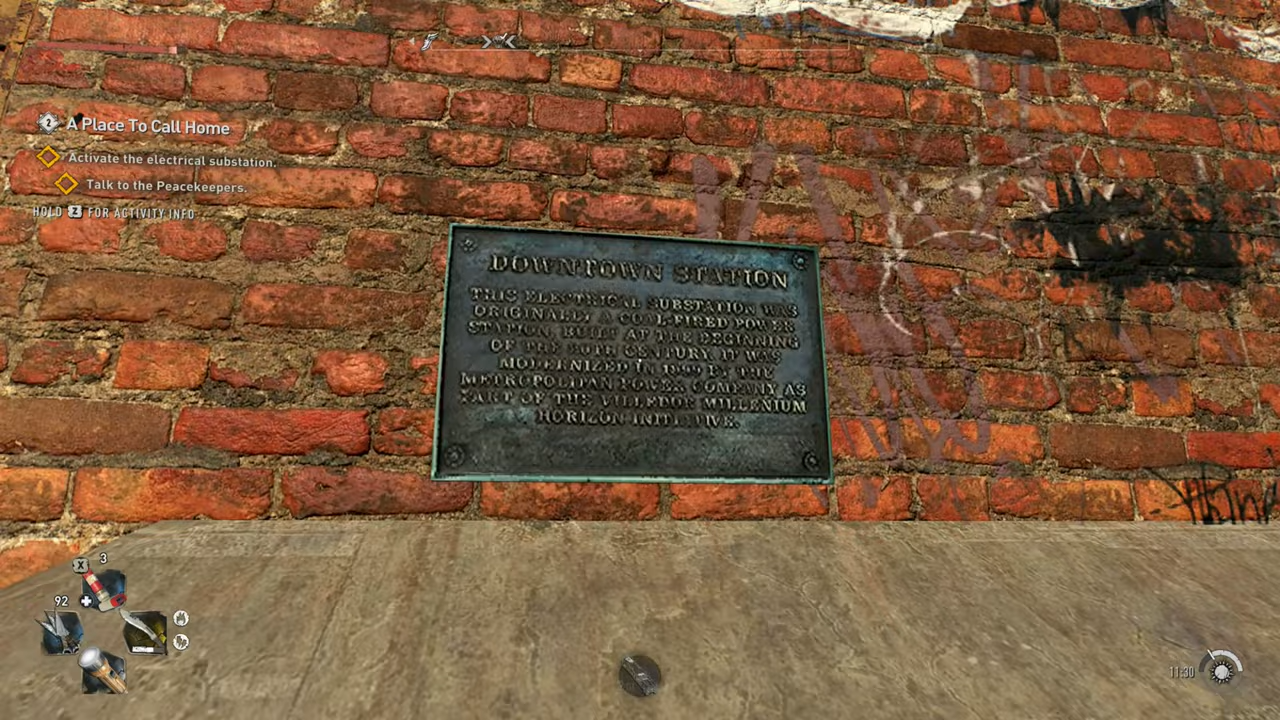 A Place To Call Home
2
Activate the electrical substation.
Talk to the Peacekeepers.
HOLD Z FOR ACTIVITY INFO
DOWNTOWN STATION
THIS ELECTRICAL SUBSTATION WAS
ORIGINALLY A COAL-FIRED POWER
STATION, BUILT AT THE BEGINNING
OF THE 20TH CENTURY. IT WAS
MODERNIZED IN 1999 BY THE
METROPOLITAN POWER COMPANY AS
PART OF THE VILLEDOR MILLENIUM
HORIZON INITIATIVE.
X 3
92
11:30